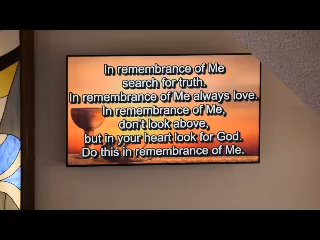 In remembrance of Me
search for truth.
In remembrance of Me always love.
In remembrance of Me,
don't look above,
but in your heart look for God.
Do this in remembrance of Me.